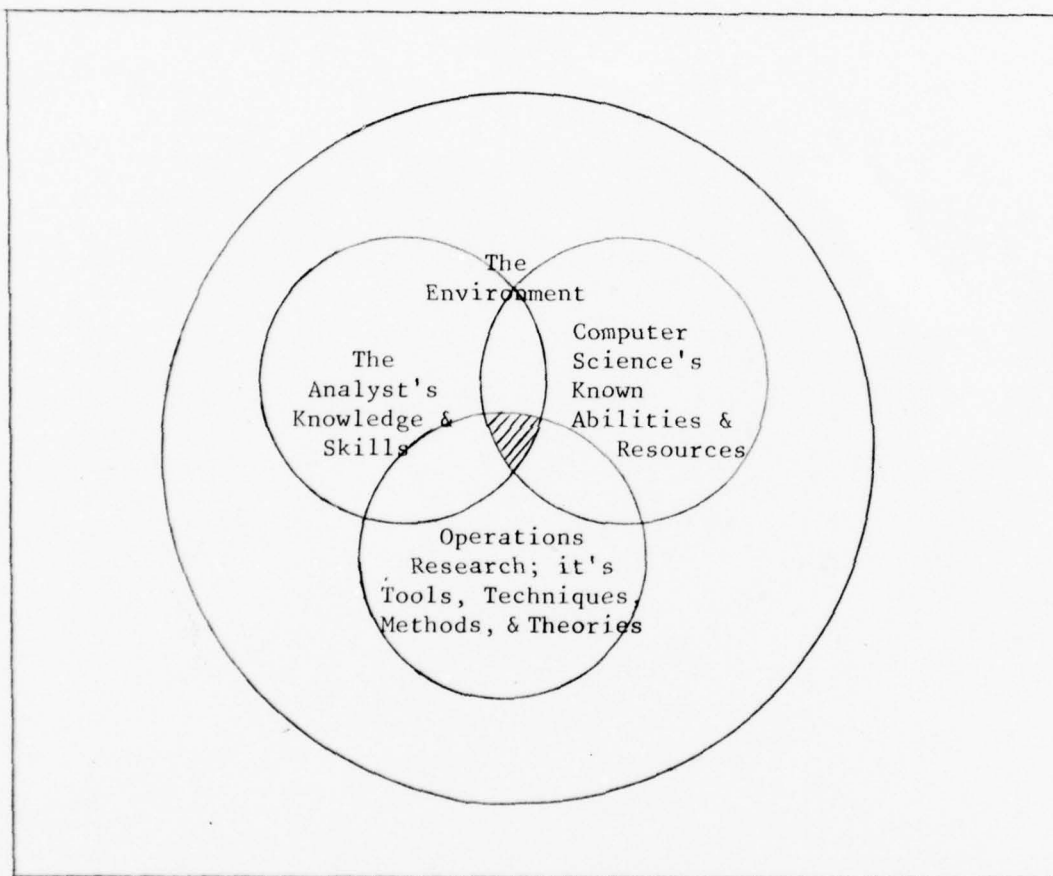 The
Environment
The
Analyst's
Knowledge &
Skills
Computer
Science's
Known
Abilities &
Resources
Operations
Research; it's
Tools, Techniques,
Methods, & Theories